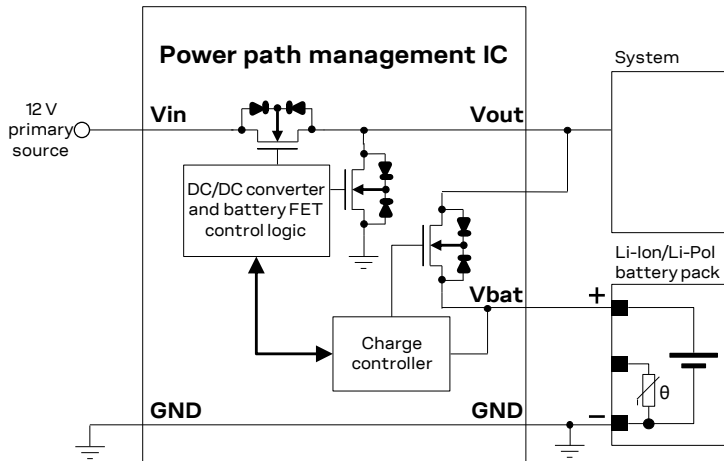 Power path management IC
System
12 V
primary
source
Vin
Vout
DC/DC converter
and battery FET
control logic
Li-Ion/Li-Pol
battery pack
Vbat
+
Charge
controller
θ
GND
GND
−